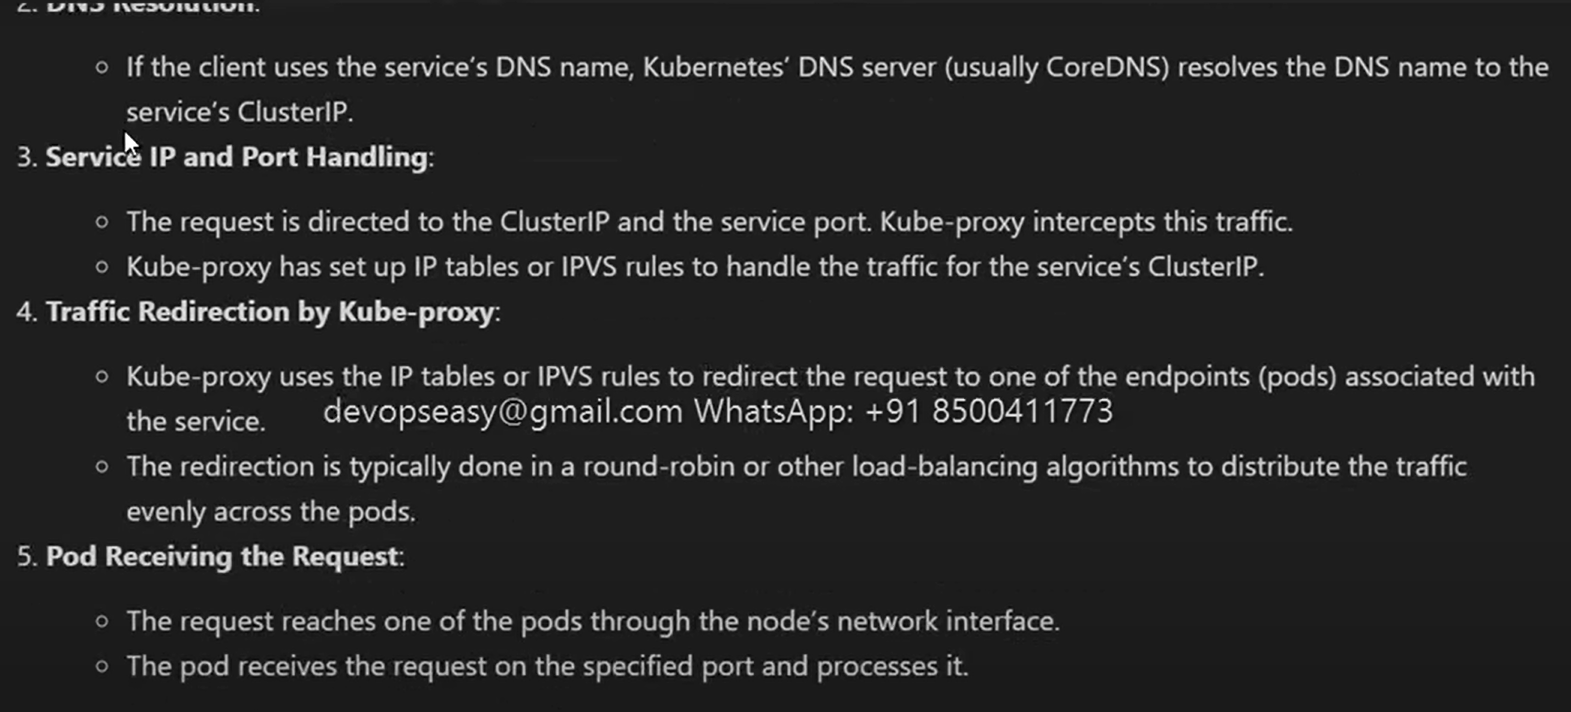 2. DNS Resolution:
○ If the client uses the service's DNS name, Kubernetes' DNS server (usually CoreDNS) resolves the DNS name to the
service's ClusterIP.
3. Service IP and Port Handling:
○ The request is directed to the ClusterIP and the service port. Kube-proxy intercepts this traffic.
○ Kube-proxy has set up IP tables or IPVS rules to handle the traffic for the service's ClusterIP.
4. Traffic Redirection by Kube-proxy:
○ Kube-proxy uses the IP tables or IPVS rules to redirect the request to one of the endpoints (pods) associated with
the service.
devopseasy@gmail.com WhatsApp: +91 8500411773
○ The redirection is typically done in a round-robin or other load-balancing algorithms to distribute the traffic
evenly across the pods.
5. Pod Receiving the Request:
○ The request reaches one of the pods through the node's network interface.
○ The pod receives the request on the specified port and processes it.